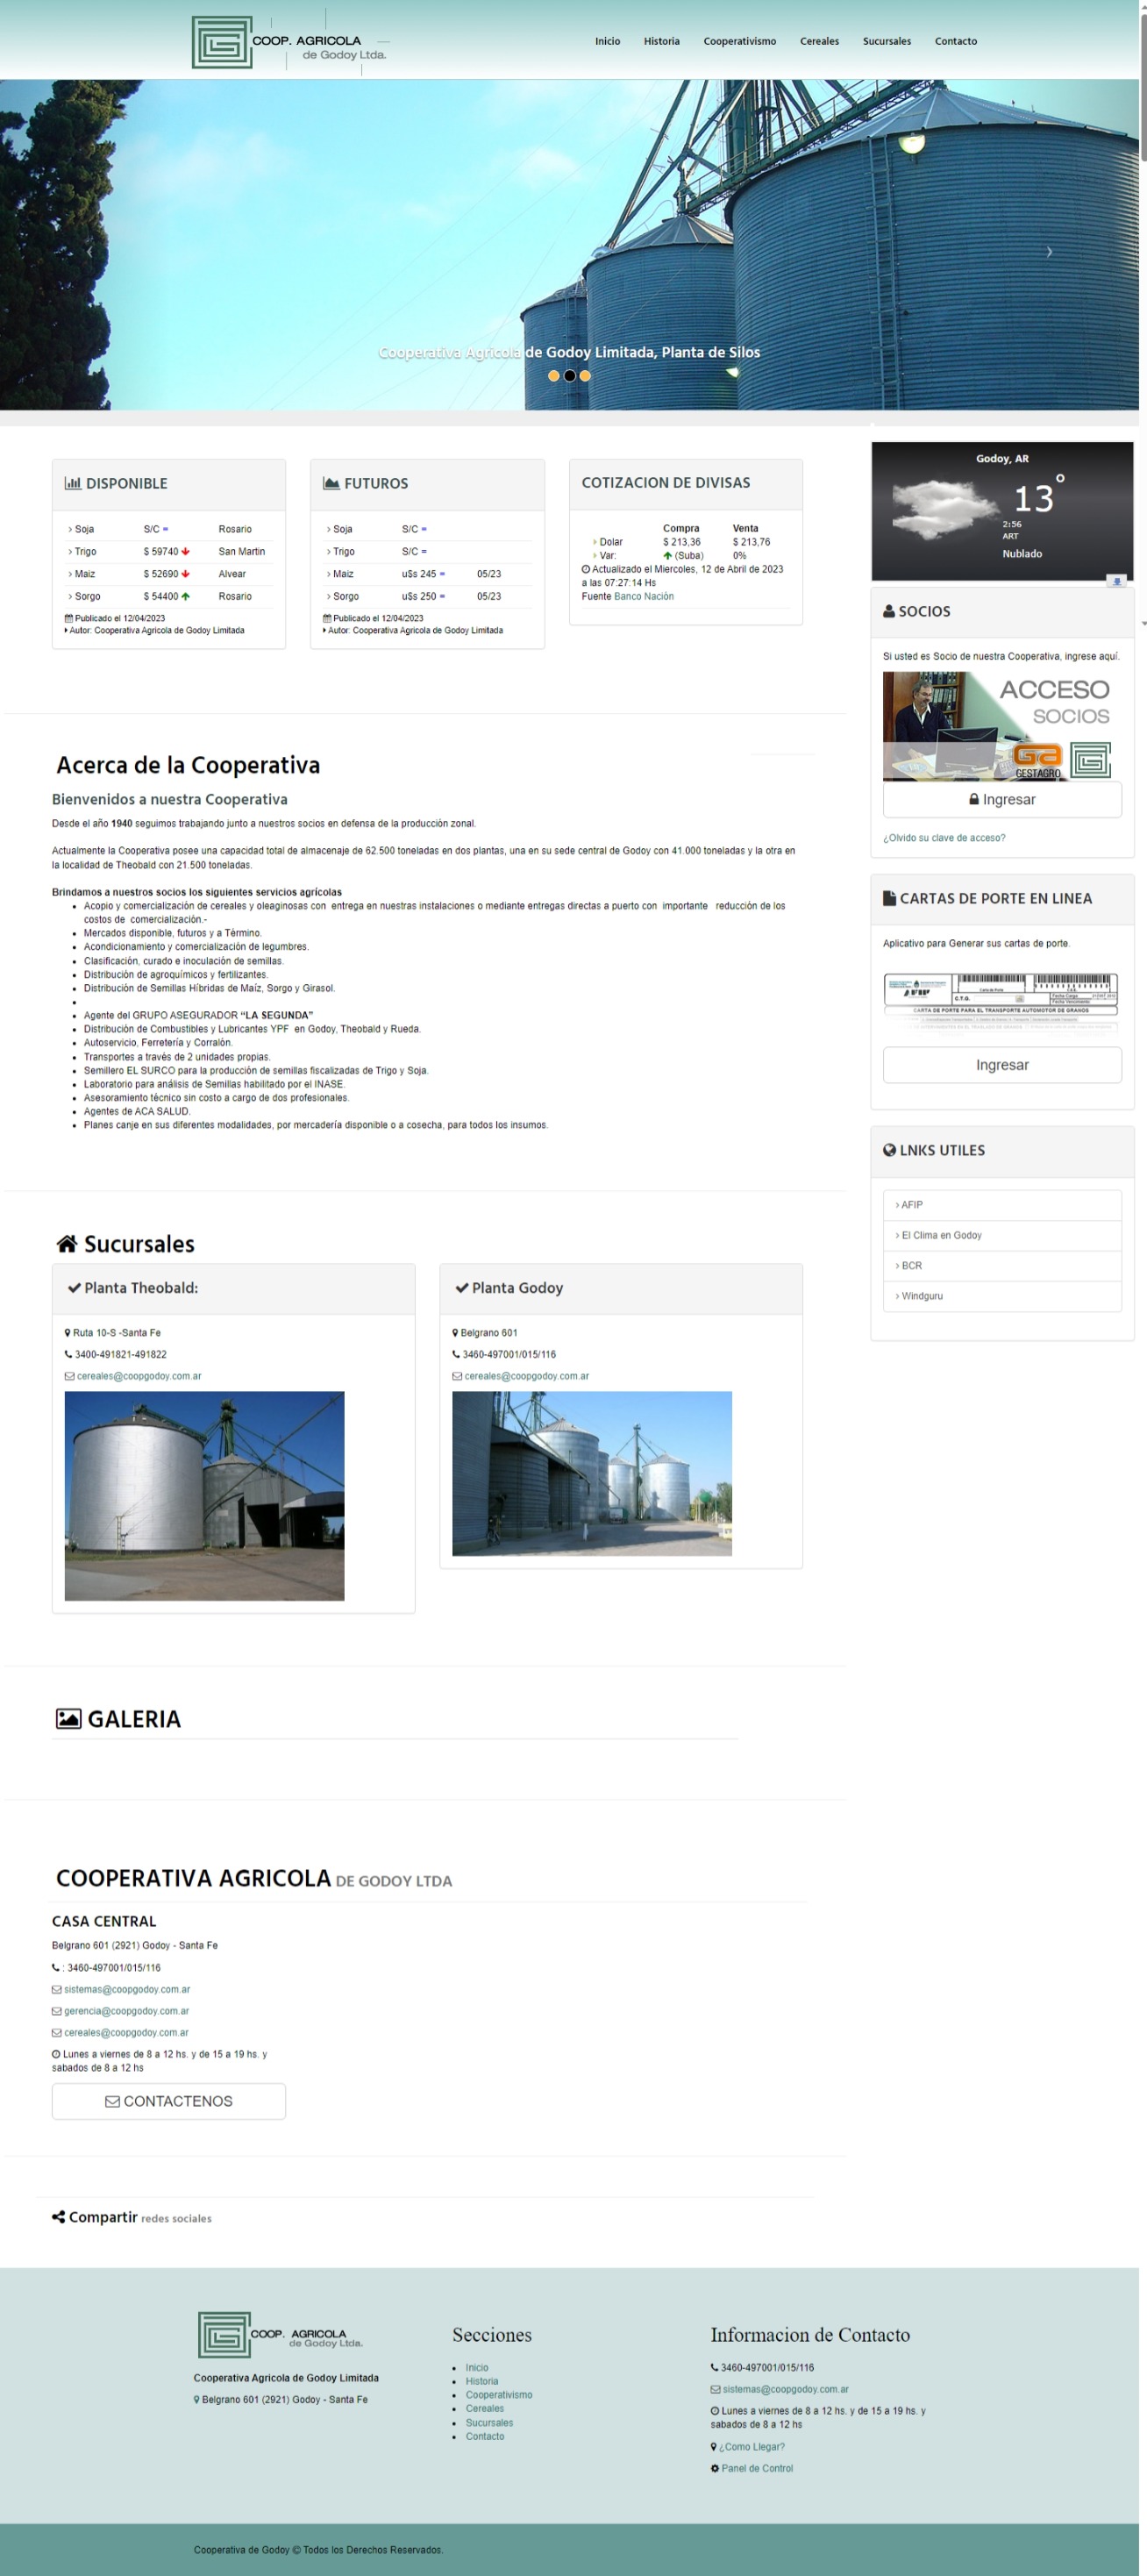 COOP. AGRICOLA
de Godoy Ltda.
Inicio
Historia
Cooperativismo
Cereales
Sucursales
Contacto
Cooperativa Agricola de Godoy Limitada, Planta de Silos
DISPONIBLE
Soja S/C = Rosario
Trigo $ 59740 San Martin
Maiz $ 52690 Alvear
Sorgo $ 54400 Rosario
Publicado el 12/04/2023
Autor: Cooperativa Agricola de Godoy Limitada
FUTUROS
Soja S/C =
Trigo S/C =
Maiz u$s 245 = 05/23
Sorgo u$s 250 = 05/23
Publicado el 12/04/2023
Autor: Cooperativa Agricola de Godoy Limitada
COTIZACION DE DIVISAS
Compra Venta
Dolar $ 213,36 $ 213,76
Var: (Suba) 0%
Actualizado el Miercoles, 12 de Abril de 2023
a las 07:27:14 Hs
Fuente Banco Nación
Godoy, AR
13°
2:56
ART
Nublado
SOCIOS
Si usted es Socio de nuestra Cooperativa, ingrese aquí.
ACCESO
SOCIOS
Ga
GESTAGRO
Ingresar
¿Olvido su clave de acceso?
CARTAS DE PORTE EN LINEA
Aplicativo para Generar sus cartas de porte.
AFIP
C.T.G.
CARTA DE PORTE PARA EL TRANSPORTE AUTOMOTOR DE GRANOS
Ingresar
LNKS UTILES
AFIP
El Clima en Godoy
BCR
Windguru
Acerca de la Cooperativa
Bienvenidos a nuestra Cooperativa
Desde el año 1940 seguimos trabajando junto a nuestros socios en defensa de la producción zonal.
Actualmente la Cooperativa posee una capacidad total de almacenaje de 62.500 toneladas en dos plantas, una en su sede central de Godoy con 41.000 toneladas y la otra en
la localidad de Theobald con 21.500 toneladas.
Brindamos a nuestros socios los siguientes servicios agrícolas
Acopio y comercialización de cereales y oleaginosas con entrega en nuestras instalaciones o mediante entregas directas a puerto con importante reducción de los
costos de comercialización.-
Mercados disponible, futuros y a Término.
Acondicionamiento y comercialización de legumbres.
Clasificación, curado e inoculación de semillas.
Distribución de agroquímicos y fertilizantes.
Distribución de Semillas Híbridas de Maíz, Sorgo y Girasol.
Agente del GRUPO ASEGURADOR “LA SEGUNDA”
Distribución de Combustibles y Lubricantes YPF en Godoy, Theobald y Rueda.
Autoservicio, Ferretería y Corralón.
Transportes a través de 2 unidades propias.
Semillero EL SURCO para la producción de semillas fiscalizadas de Trigo y Soja.
Laboratorio para análisis de Semillas habilitado por el INASE.
Asesoramiento técnico sin costo a cargo de dos profesionales.
Agentes de ACA SALUD.
Planes canje en sus diferentes modalidades, por mercadería disponible o a cosecha, para todos los insumos.
Sucursales
Planta Theobald:
Ruta 10-S -Santa Fe
3400-491821-491822
cereales@coopgodoy.com.ar
Planta Godoy
Belgrano 601
3460-497001/015/116
cereales@coopgodoy.com.ar
GALERIA
COOPERATIVA AGRICOLA DE GODOY LTDA
CASA CENTRAL
Belgrano 601 (2921) Godoy - Santa Fe
: 3460-497001/015/116
sistemas@coopgodoy.com.ar
gerencia@coopgodoy.com.ar
cereales@coopgodoy.com.ar
Lunes a viernes de 8 a 12 hs. y de 15 a 19 hs. y
sabados de 8 a 12 hs
CONTACTENOS
Compartir redes sociales
COOP. AGRICOLA
de Godoy Ltda.
Cooperativa Agricola de Godoy Limitada
Belgrano 601 (2921) Godoy - Santa Fe
Secciones
Inicio
Historia
Cooperativismo
Cereales
Sucursales
Contacto
Informacion de Contacto
3460-497001/015/116
sistemas@coopgodoy.com.ar
Lunes a viernes de 8 a 12 hs. y de 15 a 19 hs. y
sabados de 8 a 12 hs
¿Como Llegar?
Panel de Control
Cooperativa de Godoy © Todos los Derechos Reservados.